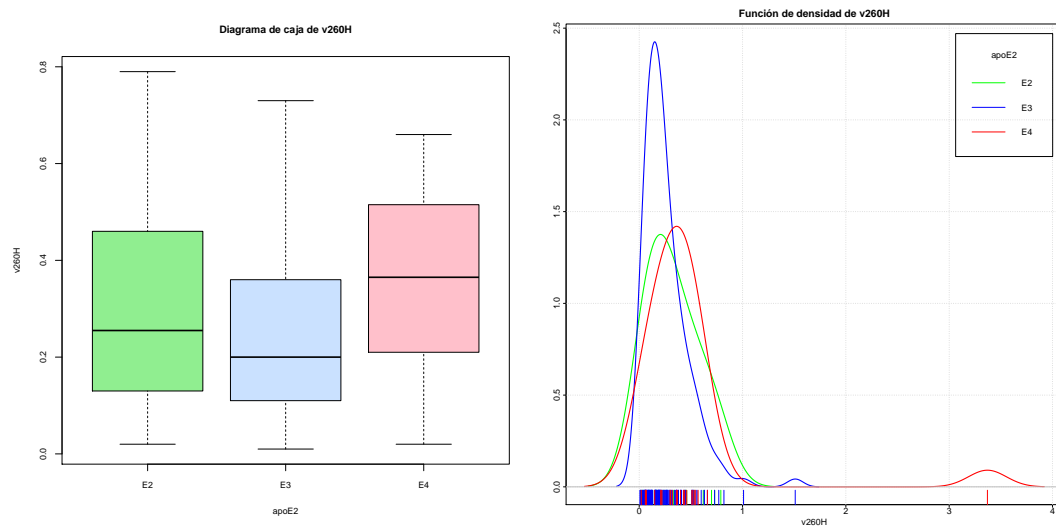 Diagrama de caja de v260H
v260H
0.8
0.6
0.4
0.2
0.0
E2
E3
E4
apoE2
Función de densidad de v260H
2.5
2.0
1.5
1.0
0.5
0.0
apoE2
E2
E3
E4
0
1
2
3
4
v260H